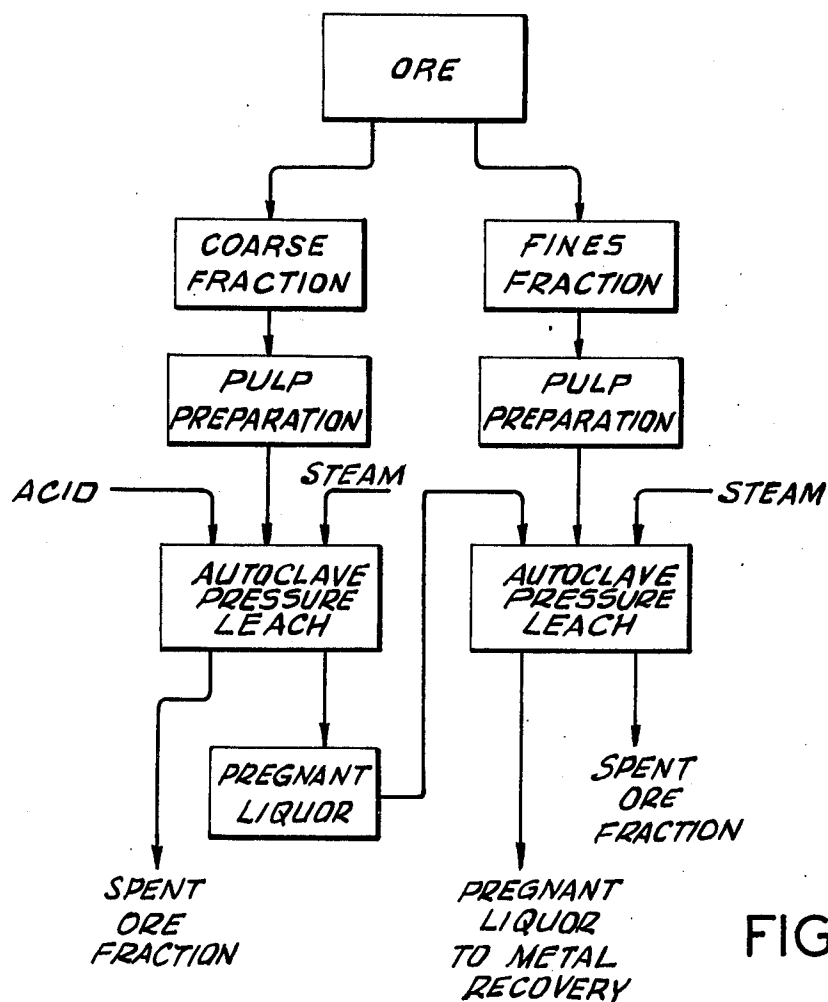 ORE
COARSE
FRACTION
FINES
FRACTION
PULP
PREPARATION
PULP
PREPARATION
ACID
STEAM
STEAM
AUTOCLAVE
PRESSURE
LEACH
AUTOCLAVE
PRESSURE
LEACH
PREGNANT
LIQUOR
SPENT
ORE
FRACTION
SPENT
ORE
FRACTION
PREGNANT
LIQUOR
TO METAL
RECOVERY
FIG